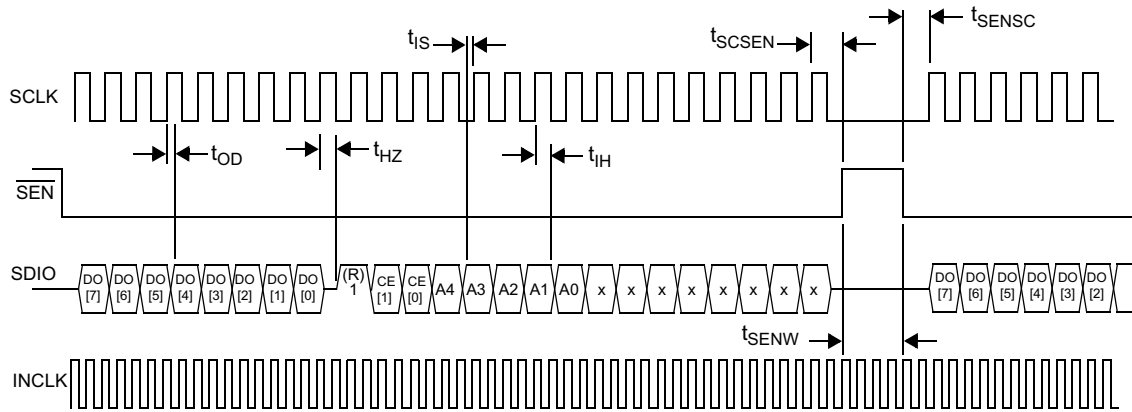 tIS
tSCSEN
tSENSC
SCLK
tOD
tHZ
tIH
SEN
SDIO
DO [7] DO [6] DO [5] DO [4] DO [3] DO [2] DO [1] DO [0] (R) 1 CE [1] CE [0] A4 A3 A2 A1 A0 x x x x x x x x DO [7] DO [6] DO [5] DO [4] DO [3] DO [2]
tSENW
INCLK